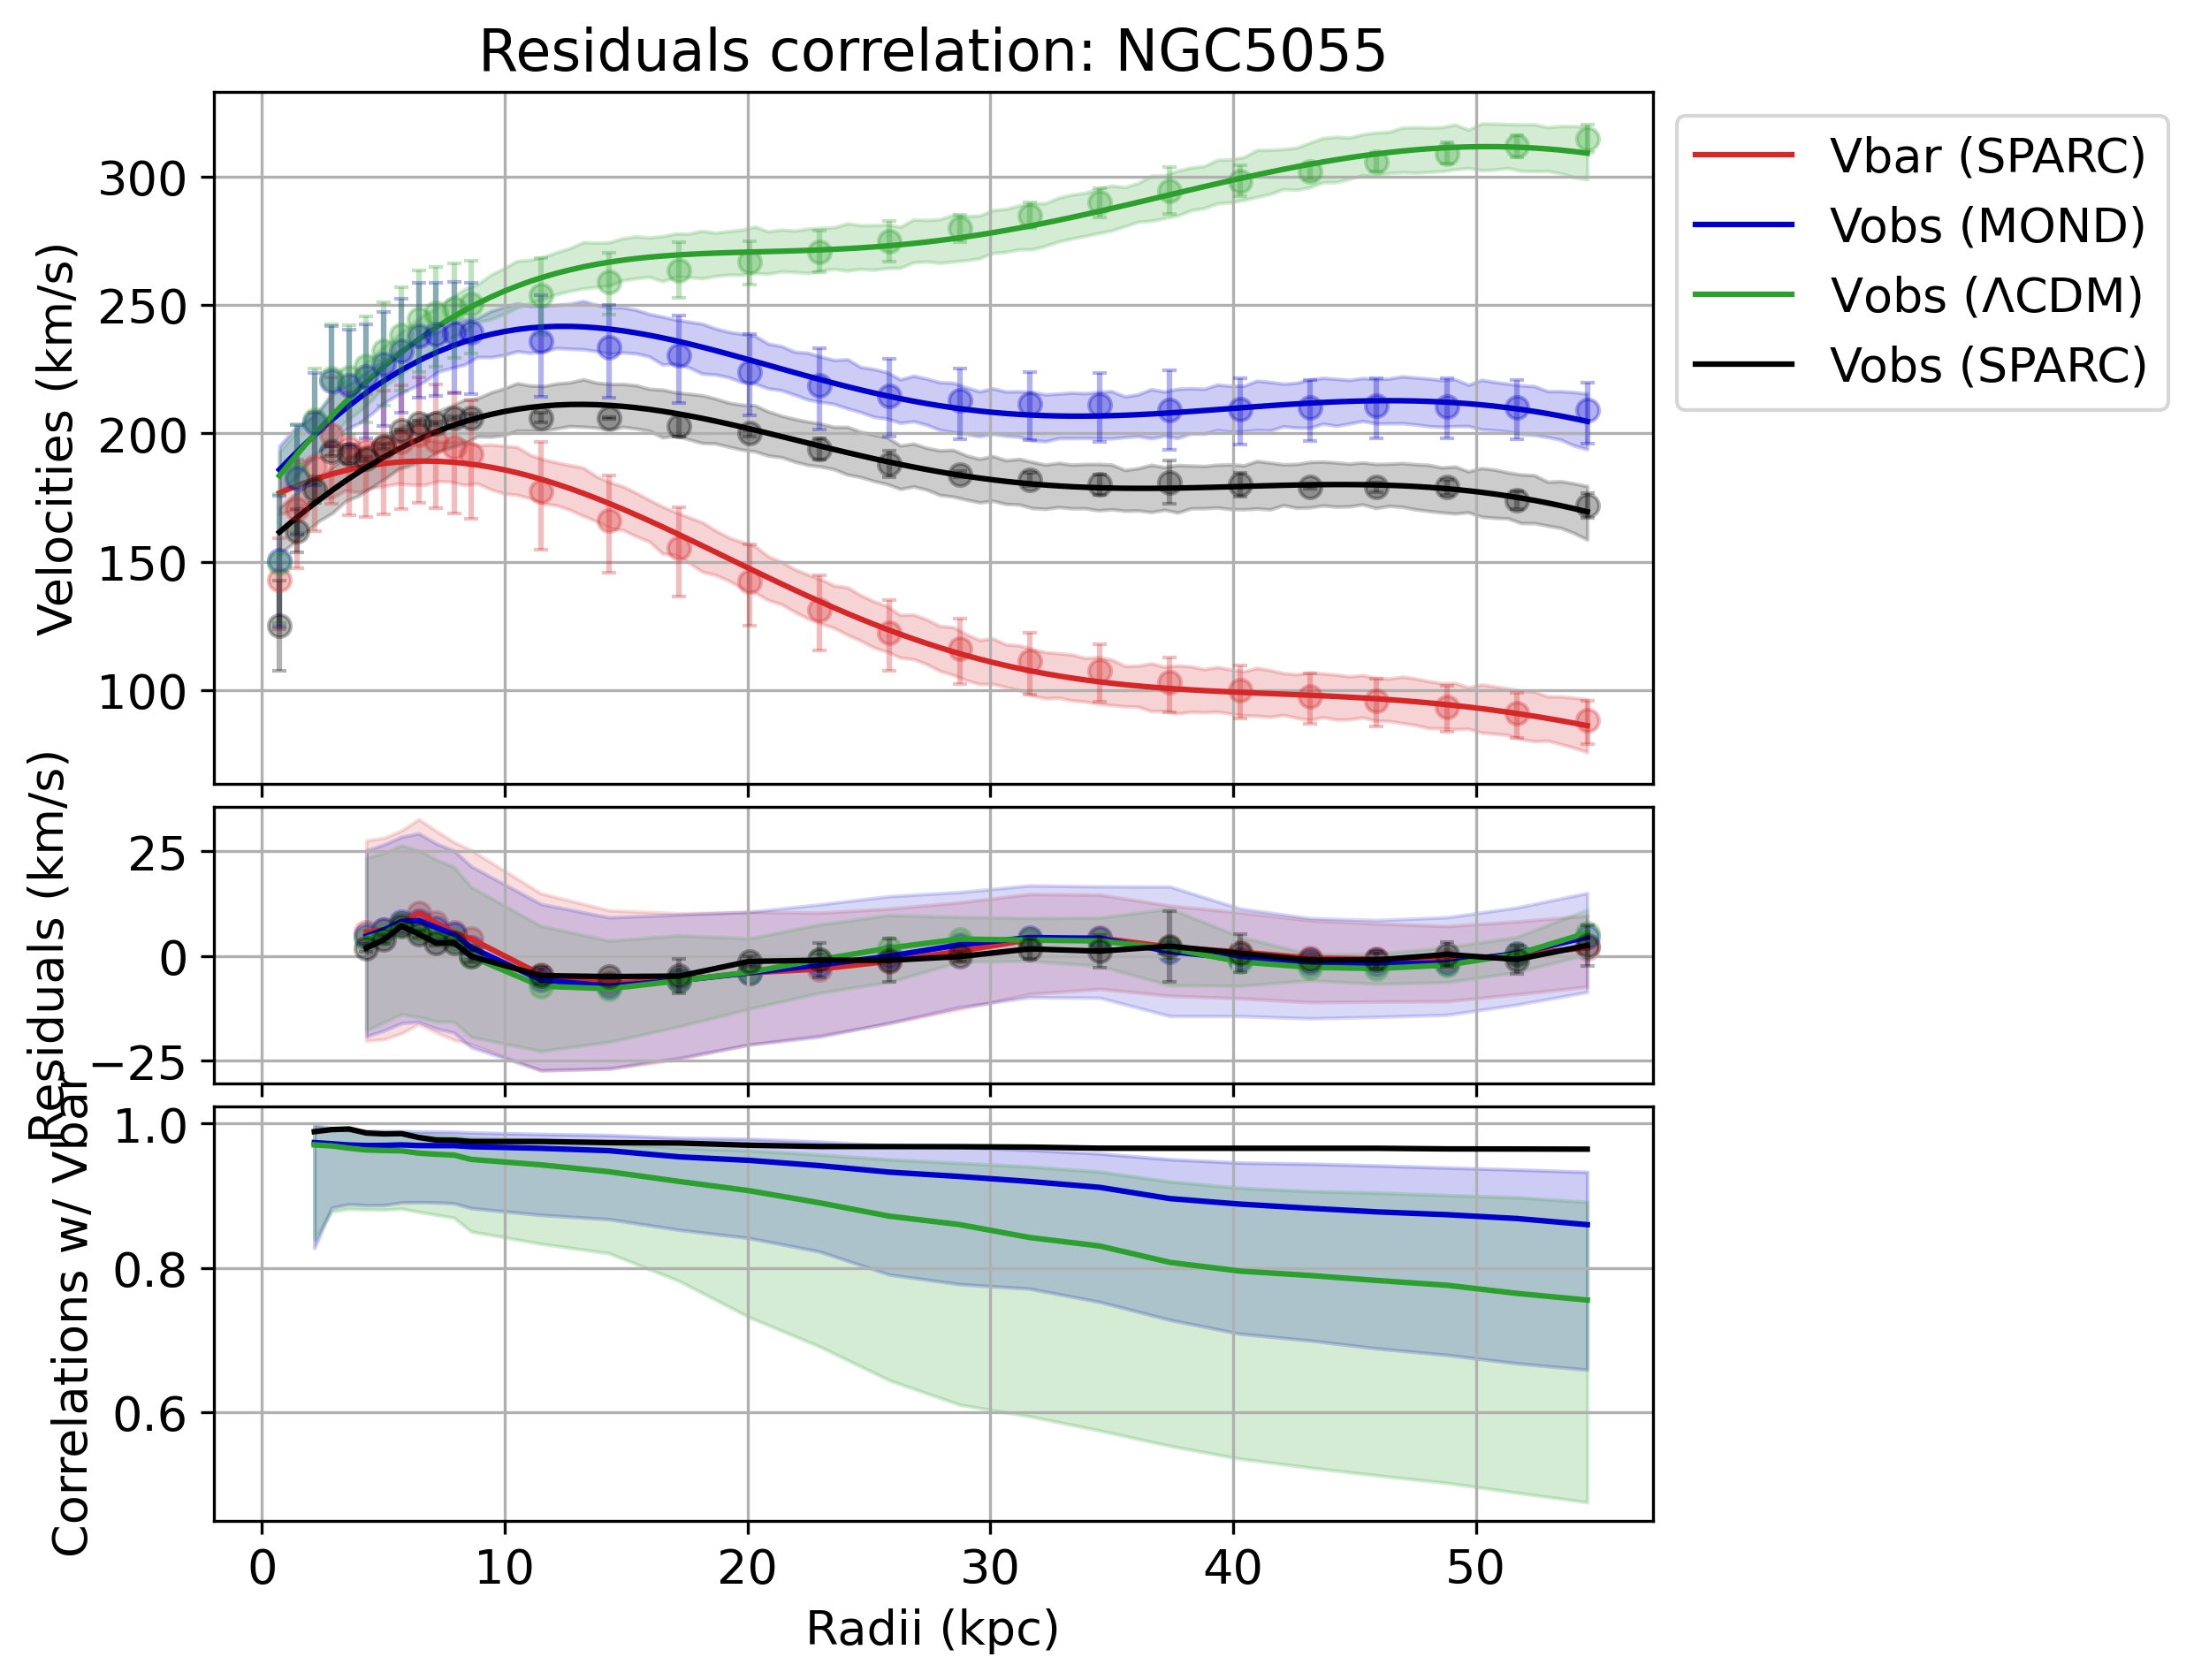 Residuals correlation: NGC5055
Velocities (km/s)
300
250
200
150
100
Vbar (SPARC)
Vobs (MOND)
Vobs (ΛCDM)
Vobs (SPARC)
Residuals (km/s)
25
0
−25
Correlations w/ Vbar
1.0
0.8
0.6
0 10 20 30 40 50
Radii (kpc)